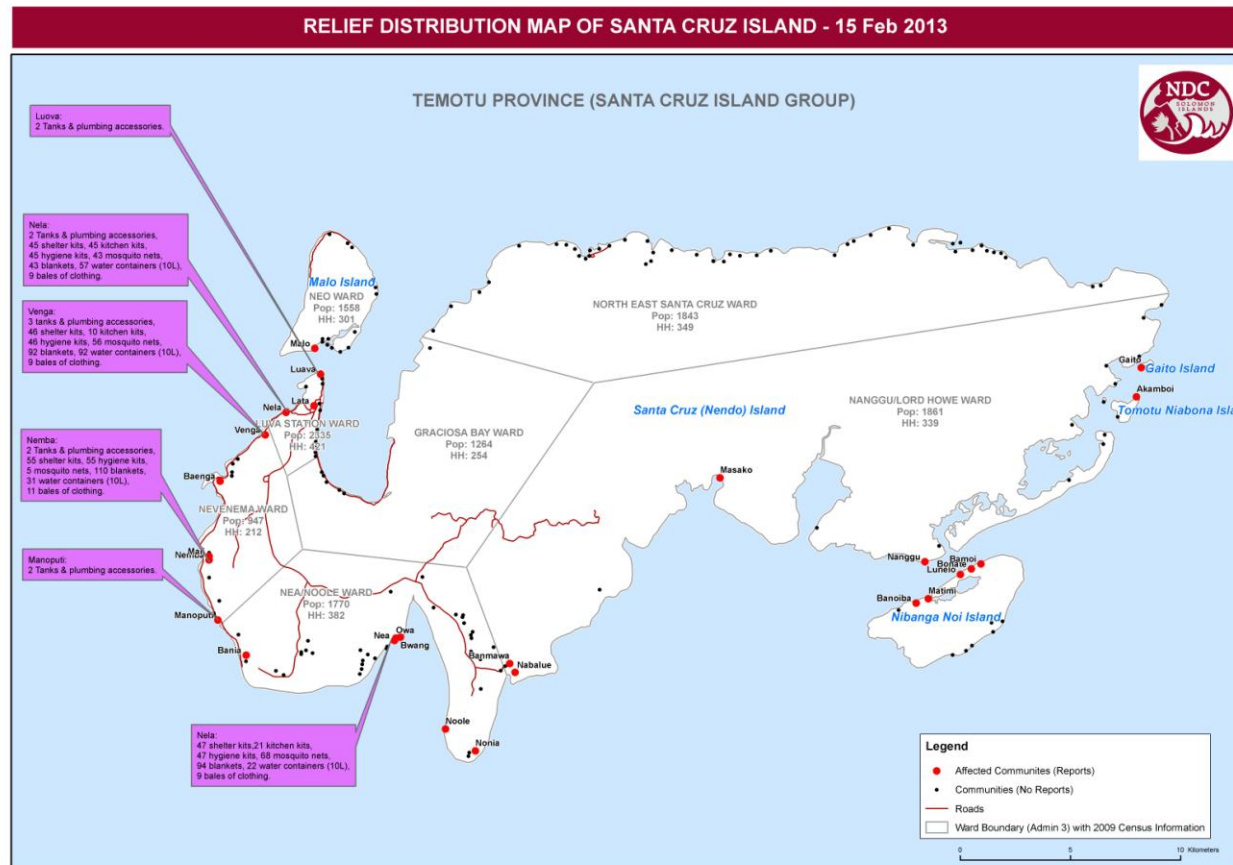 RELIEF DISTRIBUTION MAP OF SANTA CRUZ ISLAND - 15 Feb 2013
TEMOTU PROVINCE (SANTA CRUZ ISLAND GROUP)
NDC
SOLOMON
ISLANDS
Luova:
2 Tanks & plumbing accessories.
Nela:
2 Tanks & plumbing accessories,
45 shelter kits, 45 kitchen kits,
45 hygiene kits, 43 mosquito nets,
43 blankets, 57 water containers (10L),
9 bales of clothing.
Venga:
3 tanks & plumbing accessories,
46 shelter kits, 10 kitchen kits,
46 hygiene kits, 56 mosquito nets,
92 blankets, 92 water containers (10L),
9 bales of clothing.
Nemba:
2 Tanks & plumbing accessories,
55 shelter kits, 55 hygiene kits,
5 mosquito nets, 110 blankets,
31 water containers (10L),
11 bales of clothing.
Manoputi:
2 Tanks & plumbing accessories.
Nela:
47 shelter kits,21 kitchen kits,
47 hygiene kits, 68 mosquito nets,
94 blankets, 22 water containers (10L),
9 bales of clothing.
Malo Island
NEO WARD
Pop: 1558
HH: 301
Malo
Luava
Lata
Nela
Venga
LUVA STATION WARD
Pop: 2335
HH: 421
Baenga
NEVENEMA WARD
Pop: 947
HH: 212
Nemba
Manoputi
Bania
NEA/NOOLE WARD
Pop: 1770
HH: 382
Nea
Owa
Bwang
Banmawa
Nabalue
Noole
Nonia
GRACIOSA BAY WARD
Pop: 1264
HH: 254
NORTH EAST SANTA CRUZ WARD
Pop: 1843
HH: 349
Santa Cruz (Nendo) Island
Masako
NANGGU/LORD HOWE WARD
Pop: 1861
HH: 339
Gaito
Gaito Island
Akamboi
Tomotu Niabona Isla
Nanggu
Bamoi
Bonate
Lunelo
Matimi
Banoiba
Nibanga Noi Island
Legend
Affected Communites (Reports)
Communities (No Reports)
Roads
Ward Boundary (Admin 3) with 2009 Census Information
0 5 10 Kilometers